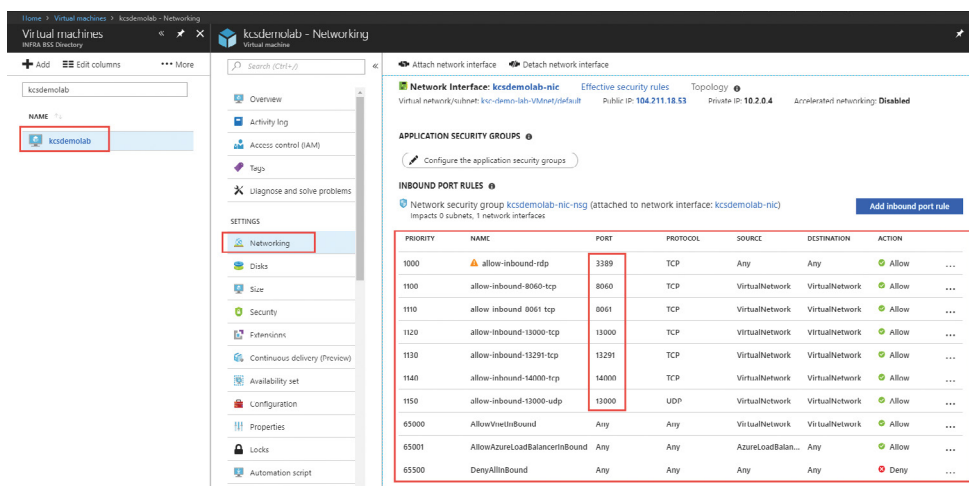 Home > Virtual machines > kcsdemolab - Networking
Virtual machines
INFRA BSS Directory
Add Edit columns ••• More
kcsdemolab
NAME
kcsdemolab
kcsdemolab - Networking
Virtual machine
Search (Ctrl+/)
Overview
Activity log
Access control (IAM)
Tags
Diagnose and solve problems
SETTINGS
Networking
Disks
Size
Security
Extensions
Continuous delivery (Preview)
Availability set
Configuration
Properties
Locks
Automation script
Attach network interface Detach network interface
Network Interface: kcsdemolab-nic Effective security rules Topology
Virtual network/subnet: ksc-demo-lab-VMnet/default Public IP: 104.211.18.53 Private IP: 10.2.0.4 Accelerated networking: Disabled
APPLICATION SECURITY GROUPS
Configure the application security groups
INBOUND PORT RULES
Network security group kcsdemolab-nic-nsg (attached to network interface: kcsdemolab-nic)
Impacts 0 subnets, 1 network interfaces
Add inbound port rule
PRIORITY NAME PORT PROTOCOL SOURCE DESTINATION ACTION
1000 allow-inbound-rdp 3389 TCP Any Any Allow ...
1100 allow-inbound-8060-tcp 8060 TCP VirtualNetwork VirtualNetwork Allow ...
1110 allow inbound 8061 tcp 8061 TCP VirtualNetwork VirtualNetwork Allow ...
1120 allow-inbound-13000-tcp 13000 TCP VirtualNetwork VirtualNetwork Allow ...
1130 allow-inbound-13291-tcp 13291 TCP VirtualNetwork VirtualNetwork Allow ...
1140 allow-inbound-14000-tcp 14000 TCP VirtualNetwork VirtualNetwork Allow ...
1150 allow-inbound-13000-udp 13000 UDP VirtualNetwork VirtualNetwork Allow ...
65000 AllowVnetInBound Any Any VirtualNetwork VirtualNetwork Allow ...
65001 AllowAzureLoadBalancerInBound Any Any AzureLoadBalan... Any Allow ...
65500 DenyAllInBound Any Any Any Any Deny ...